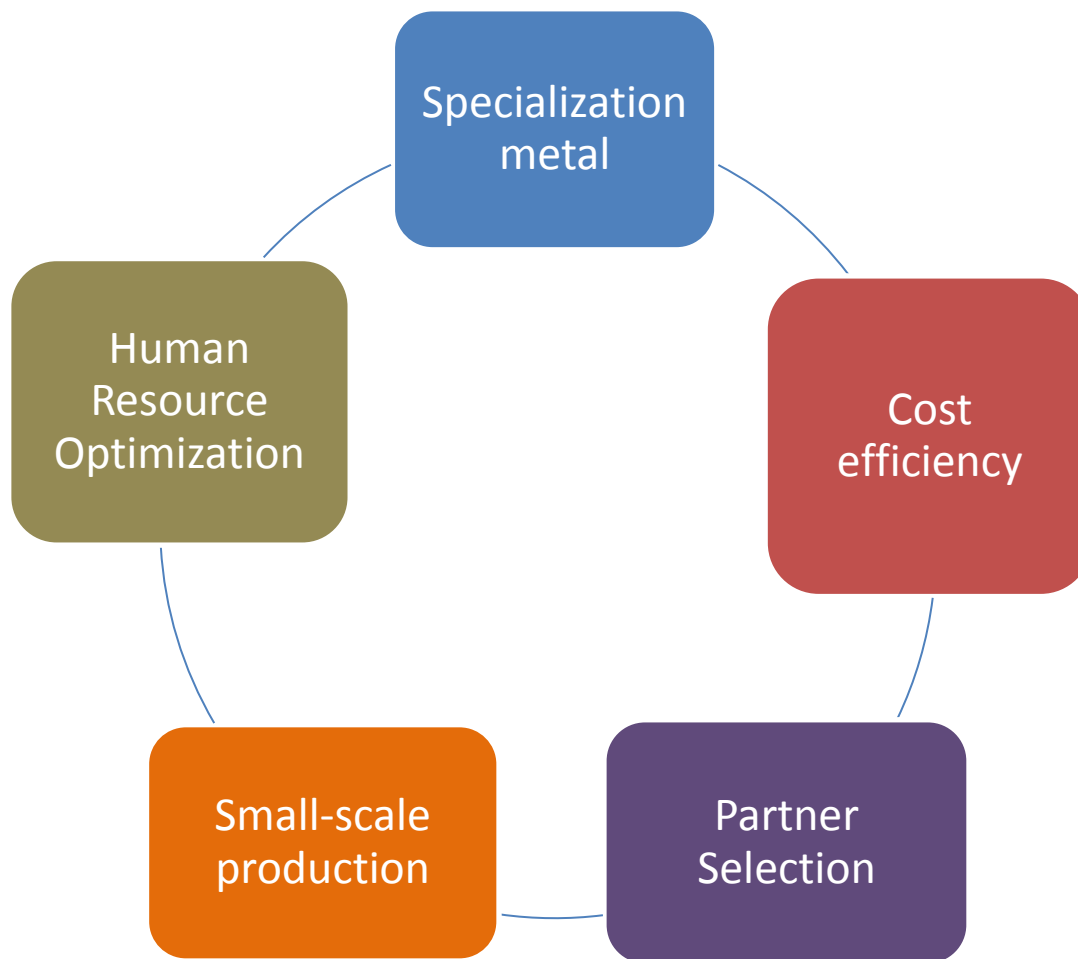 Specialization
metal
Cost
efficiency
Partner
Selection
Small-scale
production
Human
Resource
Optimization